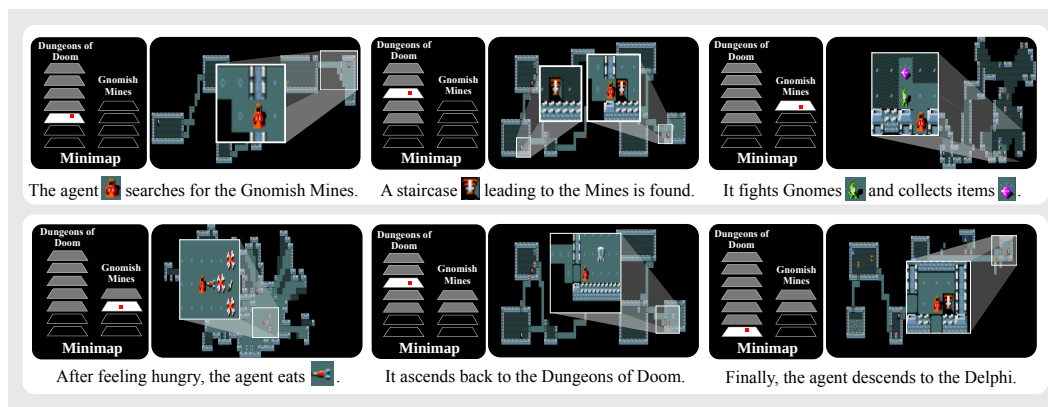 Dungeons of
Doom
Gnomish
Mines
Minimap
The agent searches for the Gnomish Mines.
Dungeons of
Doom
Gnomish
Mines
Minimap
A staircase leading to the Mines is found.
Dungeons of
Doom
Gnomish
Mines
Minimap
It fights Gnomes and collects items .
Dungeons of
Doom
Gnomish
Mines
Minimap
After feeling hungry, the agent eats .
Dungeons of
Doom
Gnomish
Mines
Minimap
It ascends back to the Dungeons of Doom.
Dungeons of
Doom
Gnomish
Mines
Minimap
Finally, the agent descends to the Delphi.